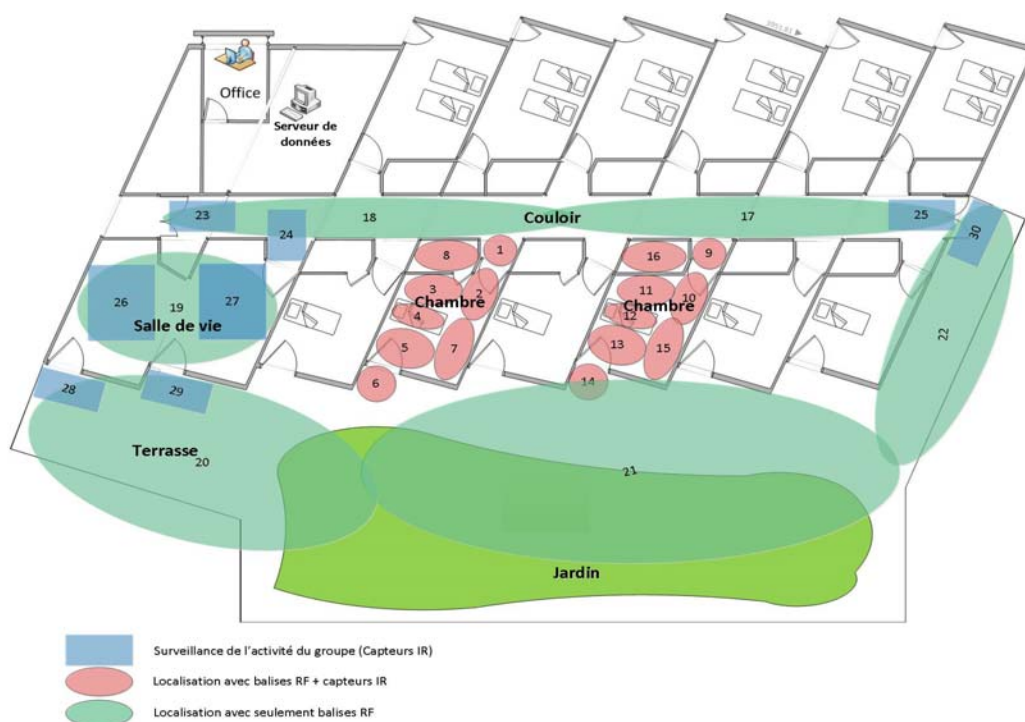 Office
Serveur de
données
23
18
Couloir
17
25
24
30
8
1
16
9
26
19
27
3
2
Chambre
4
11
10
Chambre
12
Salle de vie
5
7
13
15
22
28
29
6
14
Terrasse
20
21
Jardin
Surveillance de l'activité du groupe (Capteurs IR)
Localisation avec balises RF + capteurs IR
Localisation avec seulement balises RF